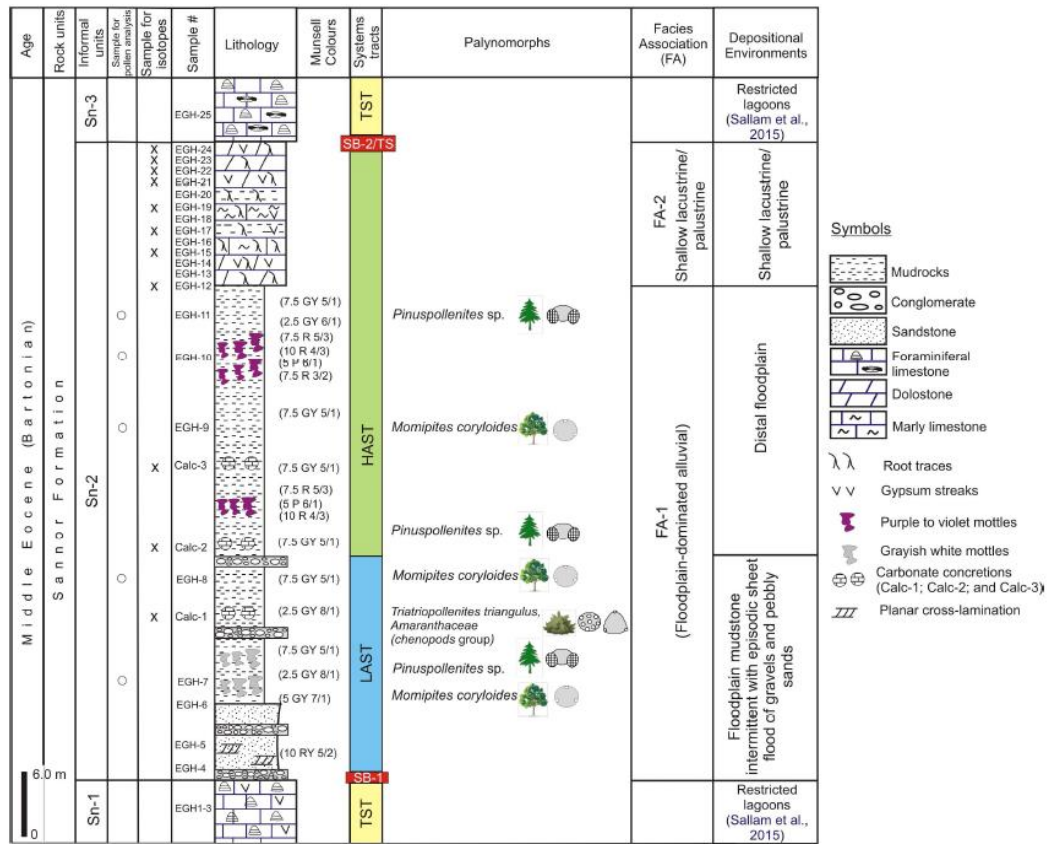 Age
Rock units
Informal
units
Sample for
pollen analysis
Sample for
isotopes
Sample #
Lithology
Munsell
Colours
Systems
tracts
Palynomorphs
Facies
Association
(FA)
Depositional
Environments
Middle Eocene (Bartonian)
Sannor Formation
Sn-3
Sn-2
Sn-1
6.0 m
0
X
X
X
X
X
X
X
X
X
X
X
EGH-25
EGH-24
EGH-23
EGH-22
EGH-21
EGH-20
EGH-19
EGH-18
EGH-17
EGH-16
EGH-15
EGH-14
EGH-13
EGH-12
EGH-11
EGH-10
EGH-9
Calc-3
Calc-2
EGH-8
Calc-1
EGH-7
EGH-6
EGH-5
EGH-4
EGH1-3
(7.5 GY 5/1)
(2.5 GY 6/1)
(7.5 R 5/3)
(10 R 4/3)
(5 P 6/1)
(7.5 R 3/2)
(7.5 GY 5/1)
(7.5 GY 5/1)
(7.5 R 5/3)
(5 P 6/1)
(10 R 4/3)
(7.5 GY 5/1)
(7.5 GY 5/1)
(2.5 GY 8/1)
(7.5 GY 5/1)
(2.5 GY 8/1)
(5 GY 7/1)
(10 RY 5/2)
TST
SB-2/TS
HAST
LAST
SB-1
TST
Pinuspollenites sp.
Momipites coryloides
Pinuspollenites sp.
Momipites coryloides
Triatriopollenites triangulus,
Amaranthaceae
(chenopods group)
Pinuspollenites sp.
Momipites coryloides
FA-2
Shallow lacustrine/
palustrine
FA-1
(Floodplain-dominated alluvial)
Restricted
lagoons
(Sallam et al.,
2015)
Shallow lacustrine/
palustrine
Distal floodplain
Floodplain mudstone
intermittent with episodic sheet
flood of gravels and pebbly
sands
Restricted
lagoons
(Sallam et al.,
2015)
Symbols
Mudrocks
Conglomerate
Sandstone
Foraminiferal
limestone
Dolostone
Marly limestone
Root traces
Gypsum streaks
Purple to violet mottles
Grayish white mottles
Carbonate concretions
(Calc-1; Calc-2; and Calc-3)
Planar cross-lamination